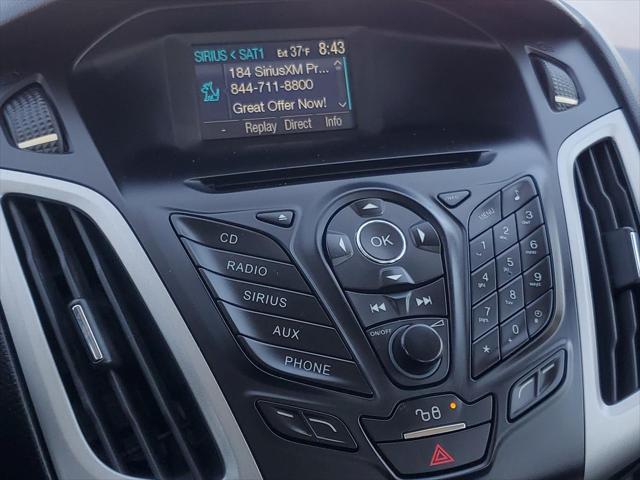 SIRIUS < SAT1 Ext 37°F 8:43
184 SiriusXM Pr...
844-711-8800
Great Offer Now!
- Replay Direct Info
CD
RADIO
SIRIUS
AUX
PHONE
OK
ON/OFF
MENU
1 2 3
4 5 6
7 8 9
* 0